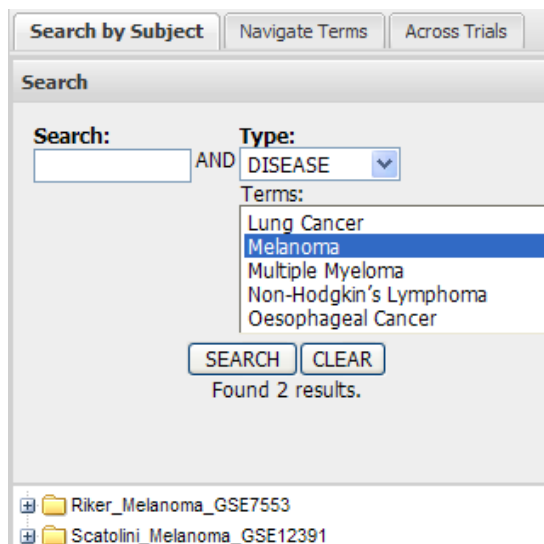 Search by Subject Navigate Terms Across Trials
Search
Search: Type:
AND DISEASE
Terms:
Lung Cancer
Melanoma
Multiple Myeloma
Non-Hodgkin's Lymphoma
Oesophageal Cancer
SEARCH CLEAR
Found 2 results.
Riker_Melanoma_GSE7553
Scatolini_Melanoma_GSE12391